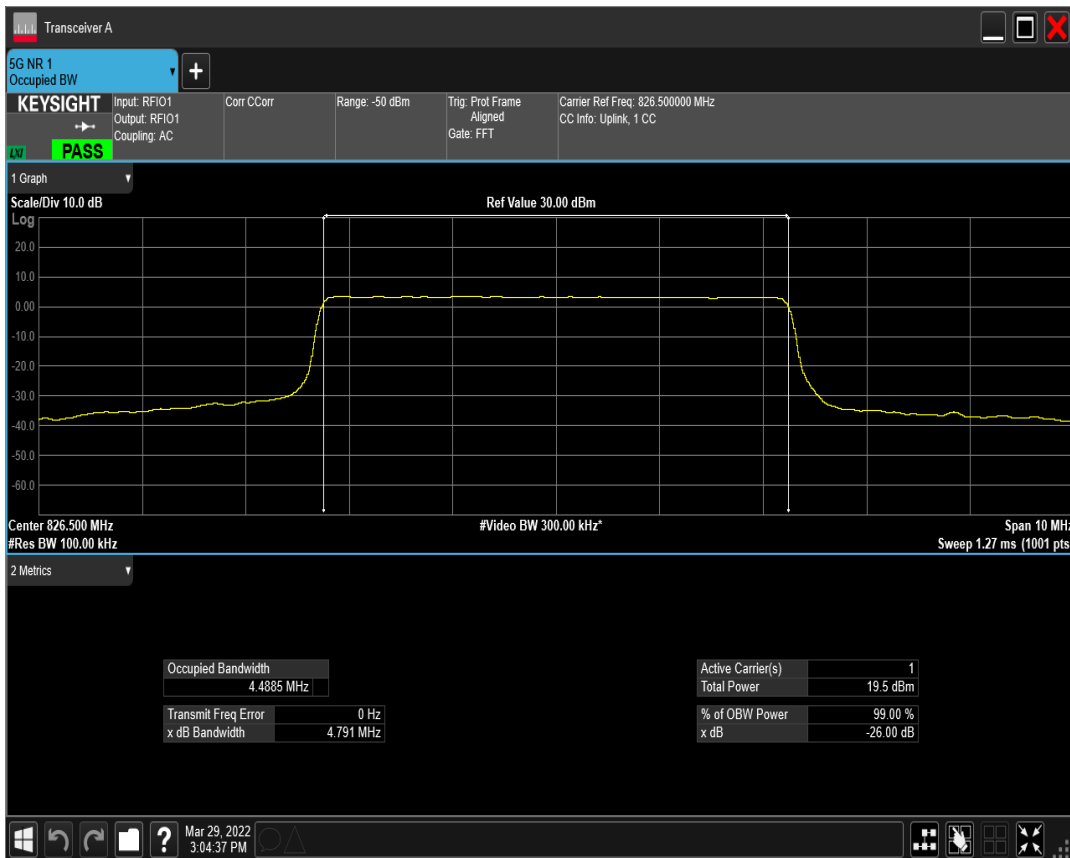 Transceiver A
5G NR 1
Occupied BW
+
KEYSIGHT
LXI
PASS
Input: RFIO1
Output: RFIO1
Coupling: AC
Corr CCorr
Range: -50 dBm
Trig: Prot Frame
Aligned
Gate: FFT
Carrier Ref Freq: 826.500000 MHz
CC Info: Uplink, 1 CC
1 Graph
Scale/Div 10.0 dB
Ref Value 30.00 dBm
Log
20.0
10.0
0.00
-10.0
-20.0
-30.0
-40.0
-50.0
-60.0
Center 826.500 MHz
#Video BW 300.00 kHz*
Span 10 MHz
#Res BW 100.00 kHz
Sweep 1.27 ms (1001 pts
2 Metrics
Occupied Bandwidth
4.4885 MHz
Transmit Freq Error 0 Hz
x dB Bandwidth 4.791 MHz
Active Carrier(s) 1
Total Power 19.5 dBm
% of OBW Power 99.00 %
x dB -26.00 dB
?
Mar 29, 2022
3:04:37 PM